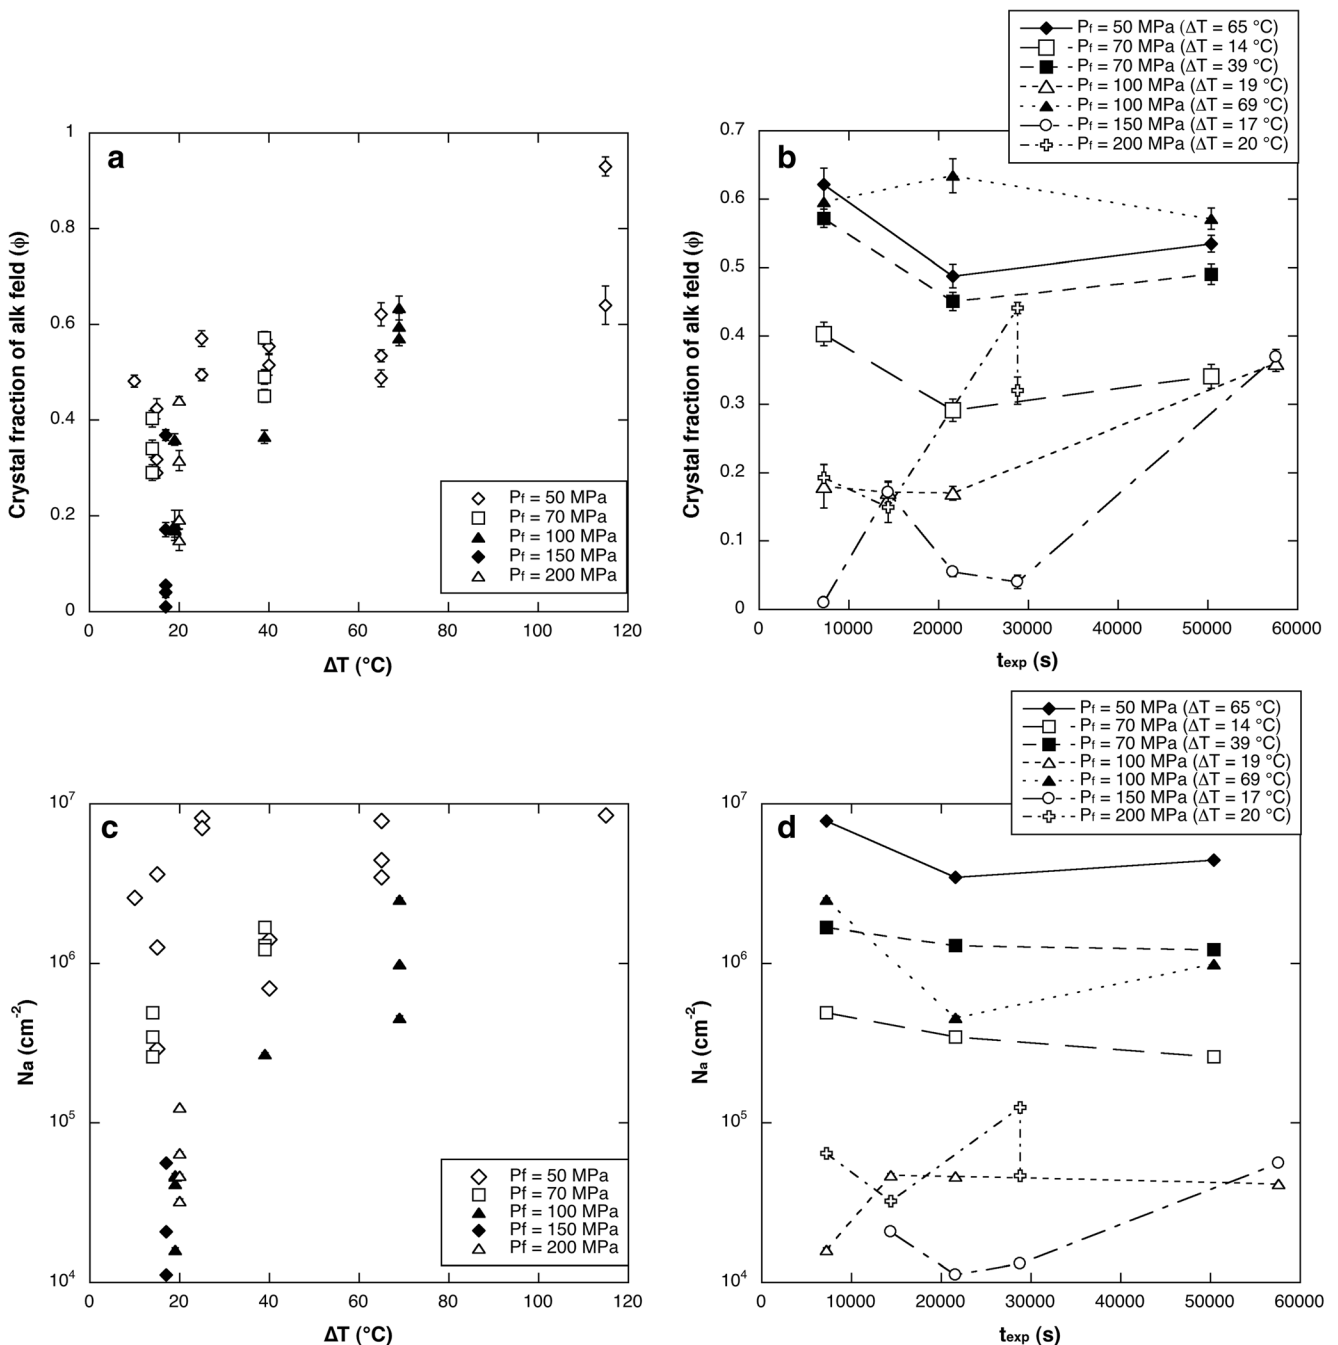 Pf = 50 MPa (ΔT = 65 °C)
Pf = 70 MPa (ΔT = 14 °C)
Pf = 70 MPa (ΔT = 39 °C)
Pf = 100 MPa (ΔT = 19 °C)
Pf = 100 MPa (ΔT = 69 °C)
Pf = 150 MPa (ΔT = 17 °C)
Pf = 200 MPa (ΔT = 20 °C)
a
Crystal fraction of alk feld (ϕ)
1
0.8
0.6
0.4
0.2
0
Pf = 50 MPa
Pf = 70 MPa
Pf = 100 MPa
Pf = 150 MPa
Pf = 200 MPa
0 20 40 60 80 100 120
ΔT (°C)
b
Crystal fraction of alk feld (ϕ)
0.7
0.6
0.5
0.4
0.3
0.2
0.1
0
0 10000 20000 30000 40000 50000 60000
texp (s)
Pf = 50 MPa (ΔT = 65 °C)
Pf = 70 MPa (ΔT = 14 °C)
Pf = 70 MPa (ΔT = 39 °C)
Pf = 100 MPa (ΔT = 19 °C)
Pf = 100 MPa (ΔT = 69 °C)
Pf = 150 MPa (ΔT = 17 °C)
Pf = 200 MPa (ΔT = 20 °C)
c
Na (cm-2)
10^7
10^6
10^5
10^4
Pf = 50 MPa
Pf = 70 MPa
Pf = 100 MPa
Pf = 150 MPa
Pf = 200 MPa
0 20 40 60 80 100 120
ΔT (°C)
d
Na (cm-2)
10^7
10^6
10^5
10^4
0 10000 20000 30000 40000 50000 60000
texp (s)